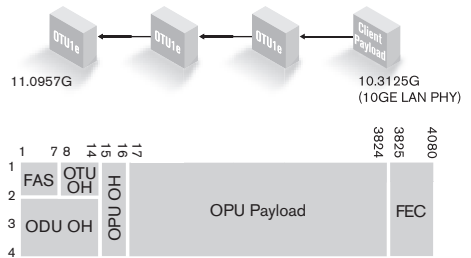 OTU1e
OTU1e
OTU1e
Client Payload
11.0957G
10.3125G
(10GE LAN PHY)
1 7 8 14 15 16 17 3824 3825 4080
1
2
3
4
FAS
OTU OH
ODU OH
OPU OH
OPU Payload
FEC